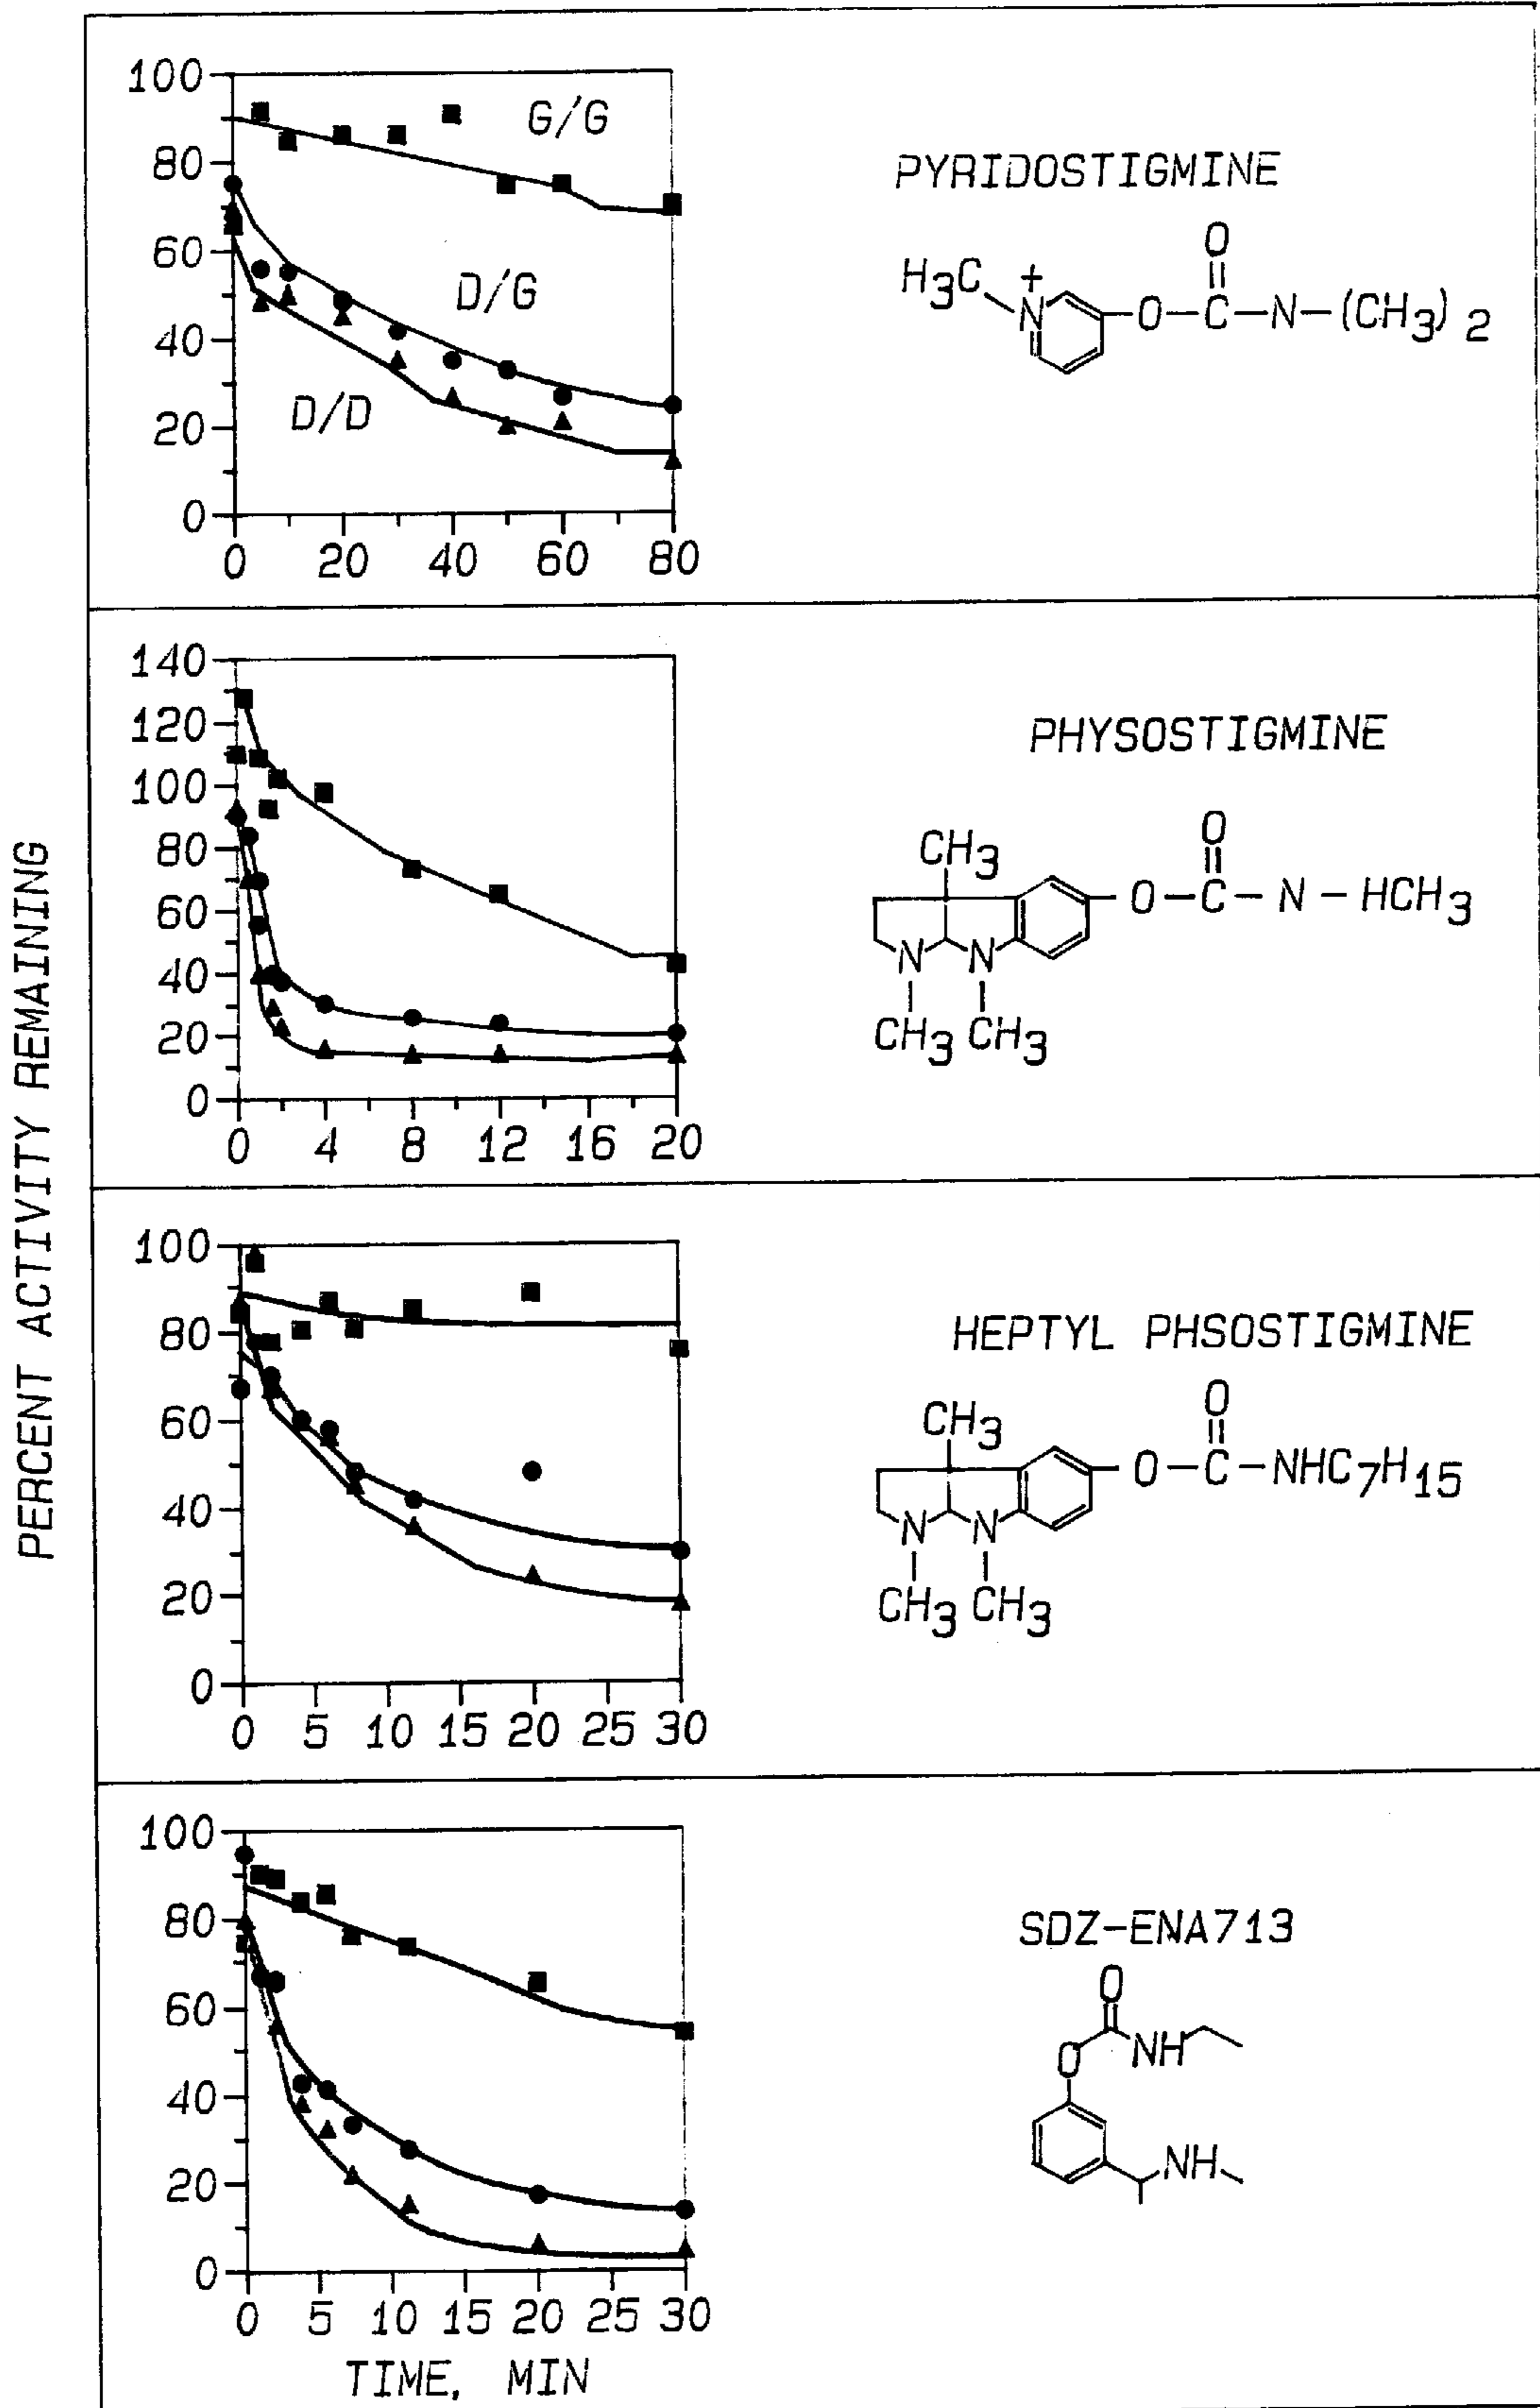 PERCENT ACTIVITY REMAINING
100
80
60
40
20
0
G/G
D/G
D/D
0 20 40 60 80
PYRIDOSTIGMINE
O
H3C
+
N
O-C-N-(CH3)2
140
120
100
80
60
40
20
0
0 4 8 12 16 20
PHYSOSTIGMINE
O
CH3
O-C-N-HCH3
N N
CH3 CH3
100
80
60
40
20
0
0 5 10 15 20 25 30
HEPTYL PHSOSTIGMINE
O
CH3
O-C-NHC7H15
N N
CH3 CH3
100
80
60
40
20
0
0 5 10 15 20 25 30
TIME, MIN
SDZ-ENA713
O
O NH
NH